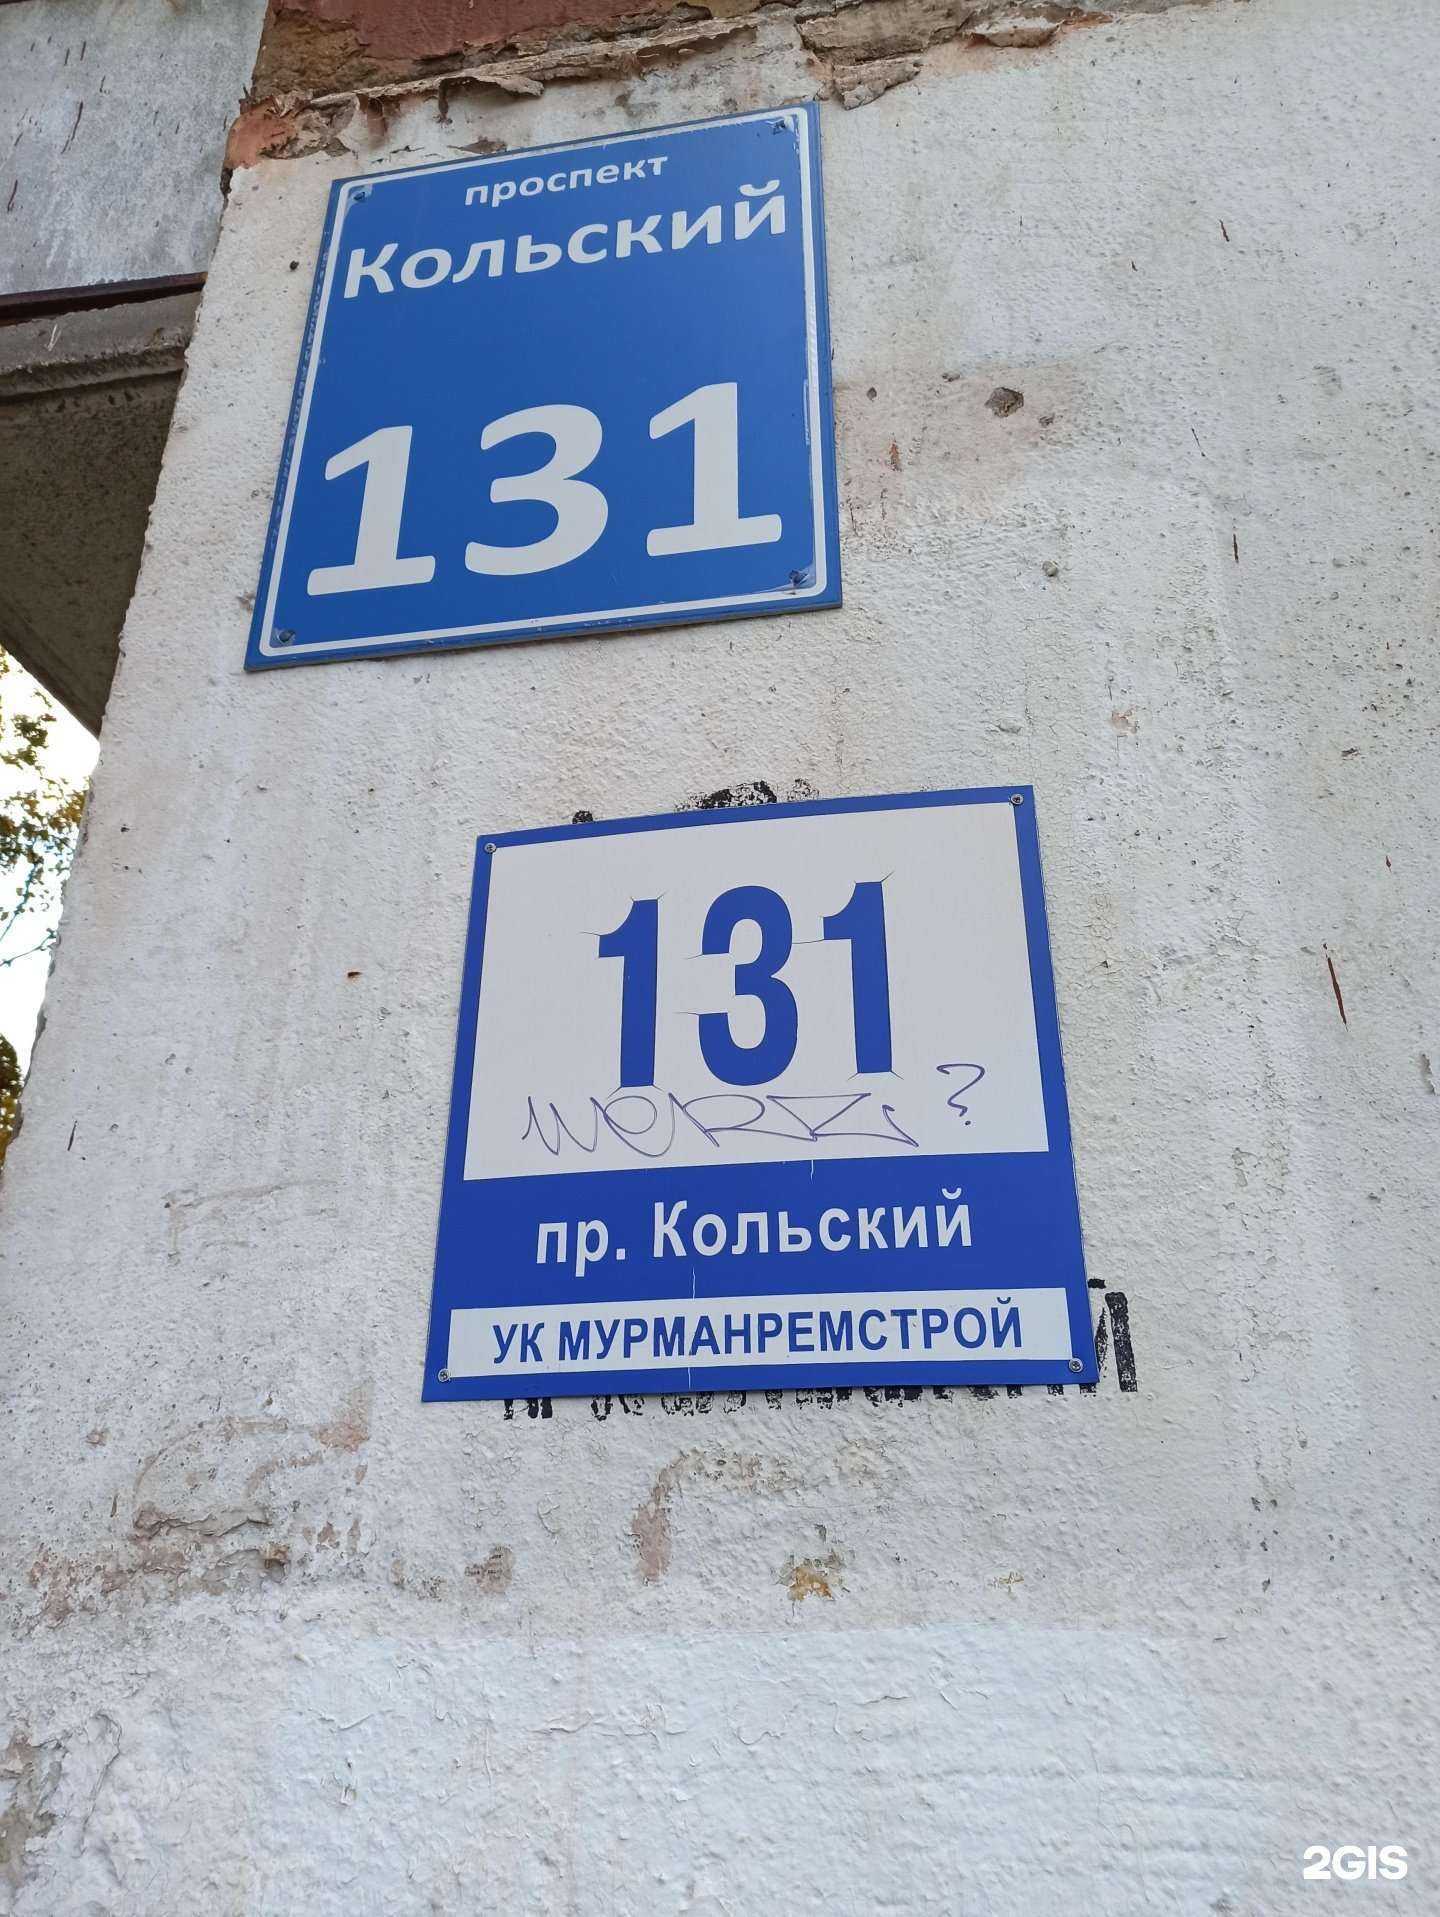 проспект
Кольский
131
131
?
пр. Кольский
УК МУРМАНРЕМСТРОЙ
2GIS